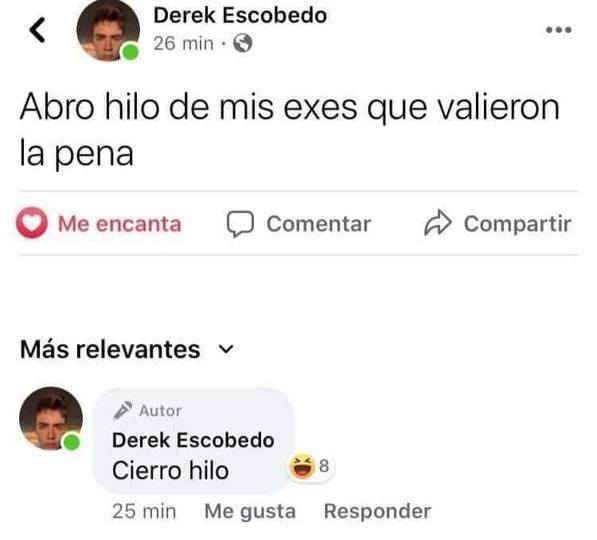 Derek Escobedo
26 min ·
Abro hilo de mis exes que valieron
la pena
Me encanta
Comentar
Compartir
Más relevantes
Autor
Derek Escobedo
Cierro hilo
8
25 min Me gusta Responder